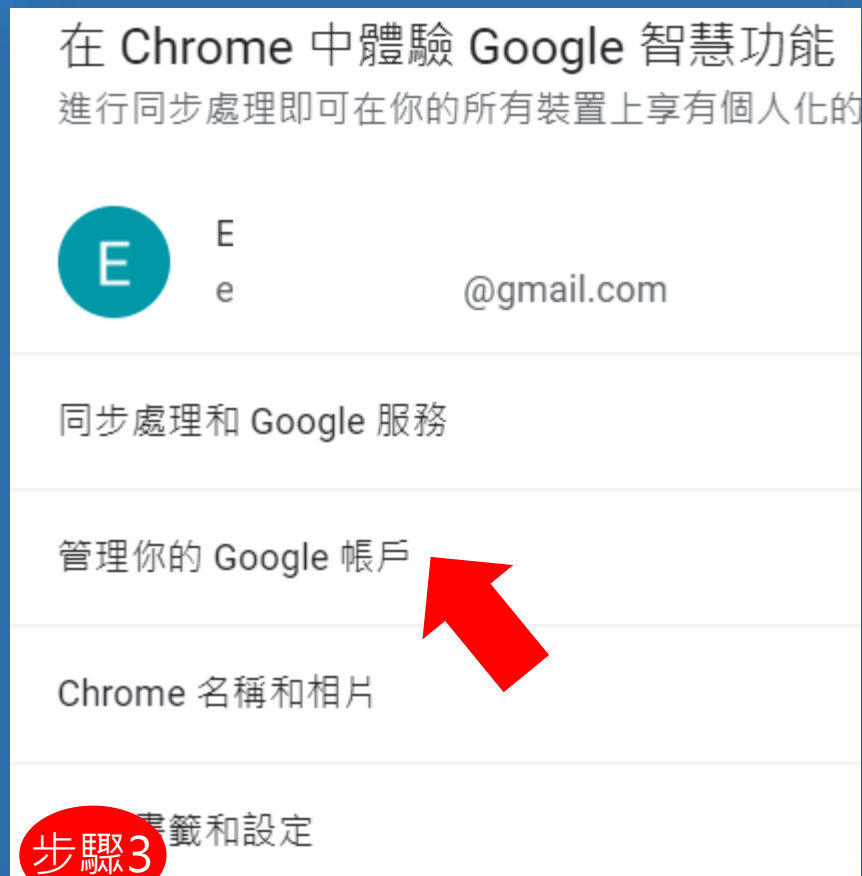 在 Chrome 中體驗 Google 智慧功能
進行同步處理即可在你的所有裝置上享有個人化的
E
E
e @gmail.com
同步處理和 Google 服務
管理你的 Google 帳戶
Chrome 名稱和相片
書籤和設定
步驟3